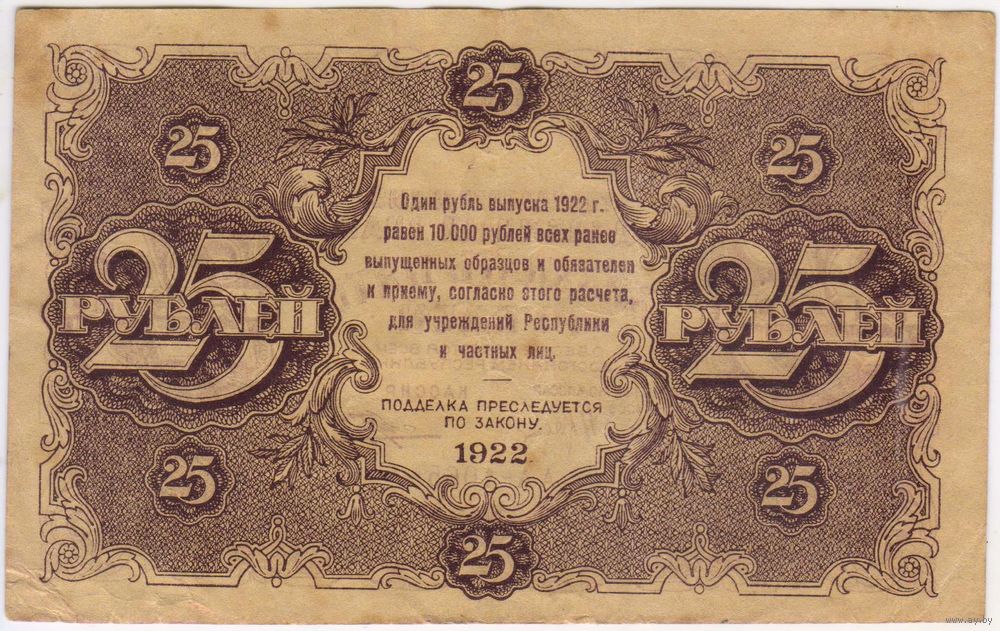 25
25
25
Один рубль выпуска 1922 г.
равен 10.000 рублей всех ранее
выпущенных образцов и обязателен
к приему, согласно этого расчета,
для учреждений Республики
и частных лиц.
25 РУБЛЕЙ
25 РУБЛЕЙ
ПОДДЕЛКА ПРЕСЛЕДУЕТСЯ
ПО ЗАКОНУ.
1922
25
25
25
www.ay.by